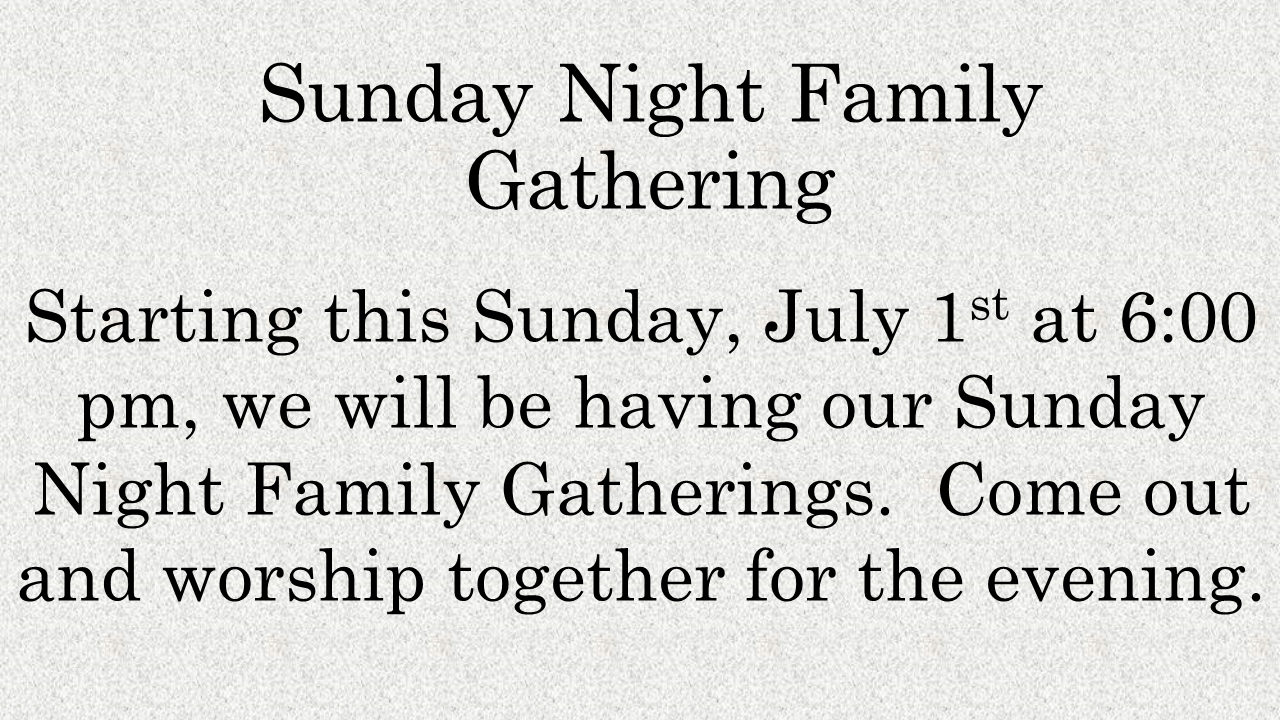 Sunday Night Family
Gathering
Starting this Sunday, July 1st at 6:00
pm, we will be having our Sunday
Night Family Gatherings.  Come out
and worship together for the evening.